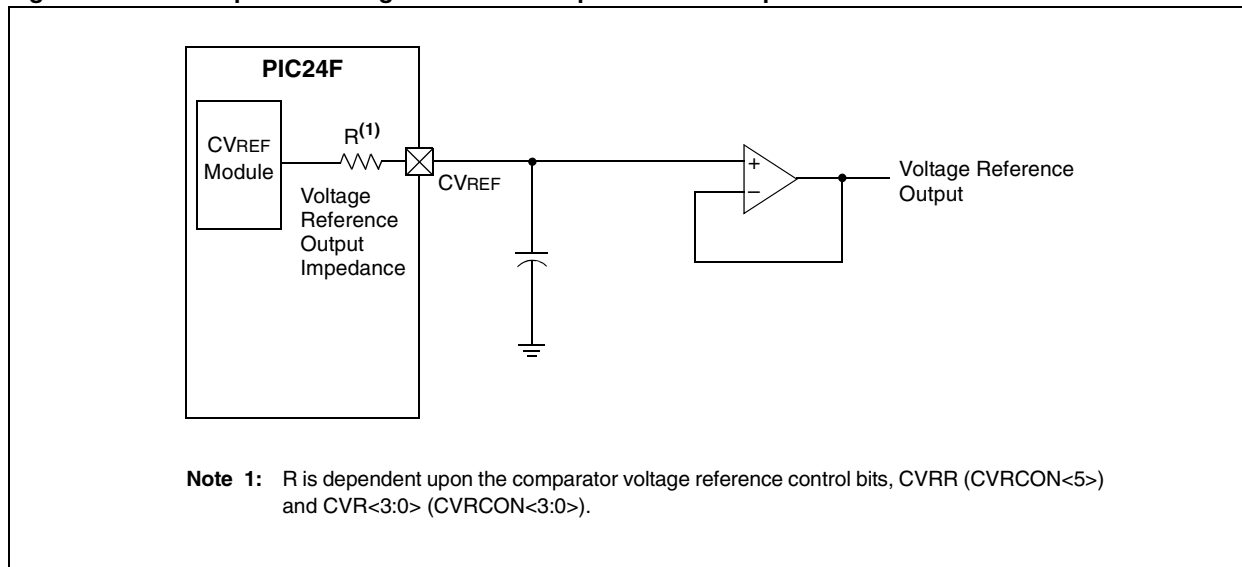 PIC24F
CVREF
Module
R(1)
CVREF
Voltage
Reference
Output
Impedance
+
–
Voltage Reference
Output
Note 1: R is dependent upon the comparator voltage reference control bits, CVRR (CVRCON<5>)
and CVR<3:0> (CVRCON<3:0>).